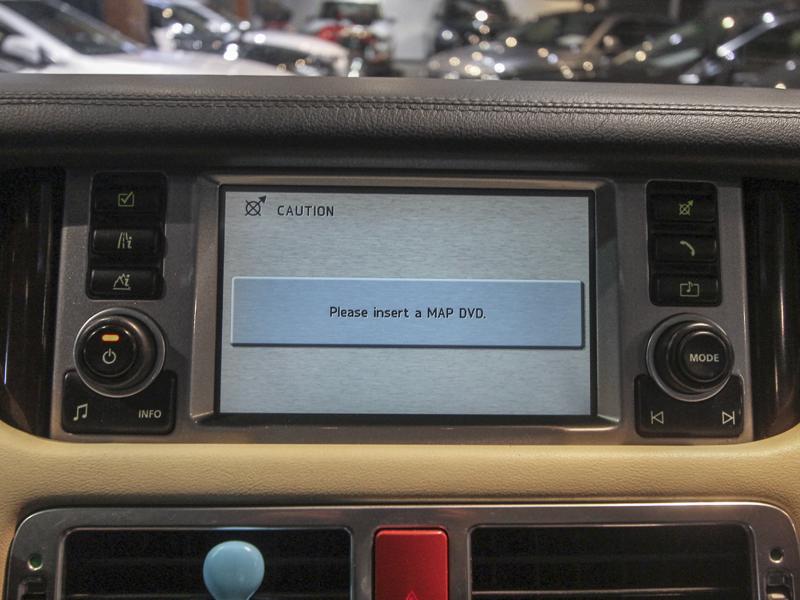 CAUTION
Please insert a MAP DVD.
MODE
INFO